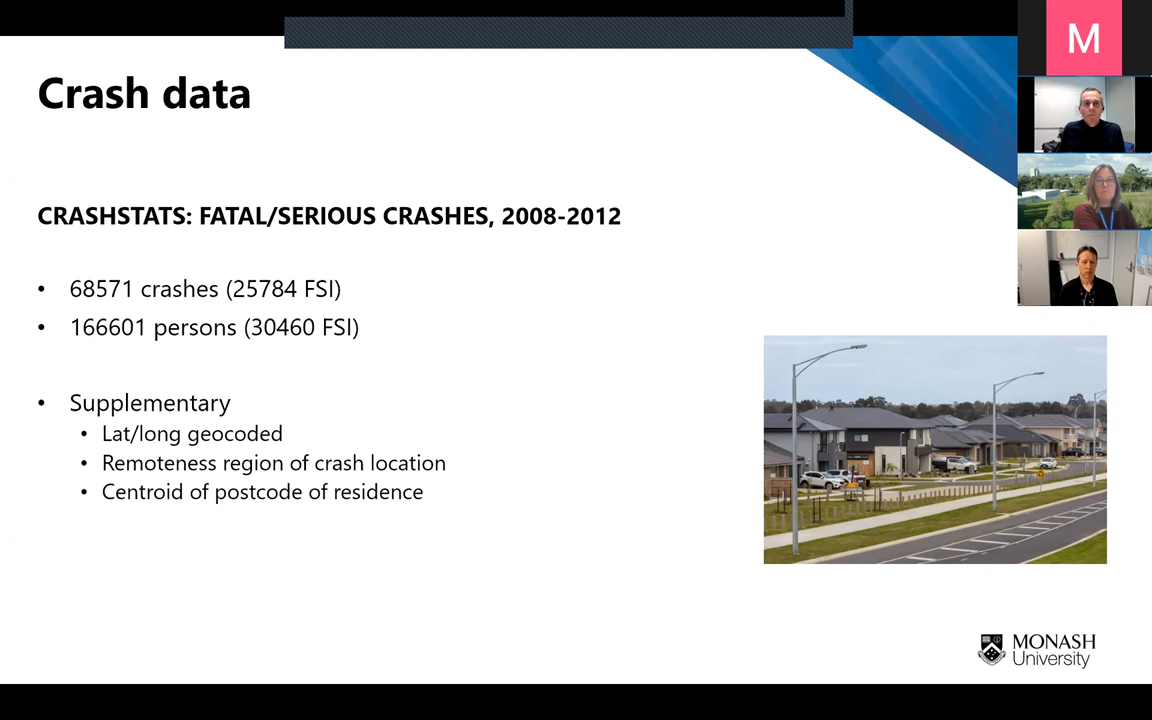 Crash data
CRASHSTATS: FATAL/SERIOUS CRASHES, 2008-2012
• 68571 crashes (25784 FSI)
• 166601 persons (30460 FSI)
• Supplementary
• Lat/long geocoded
• Remoteness region of crash location
• Centroid of postcode of residence
M
MONASH
University